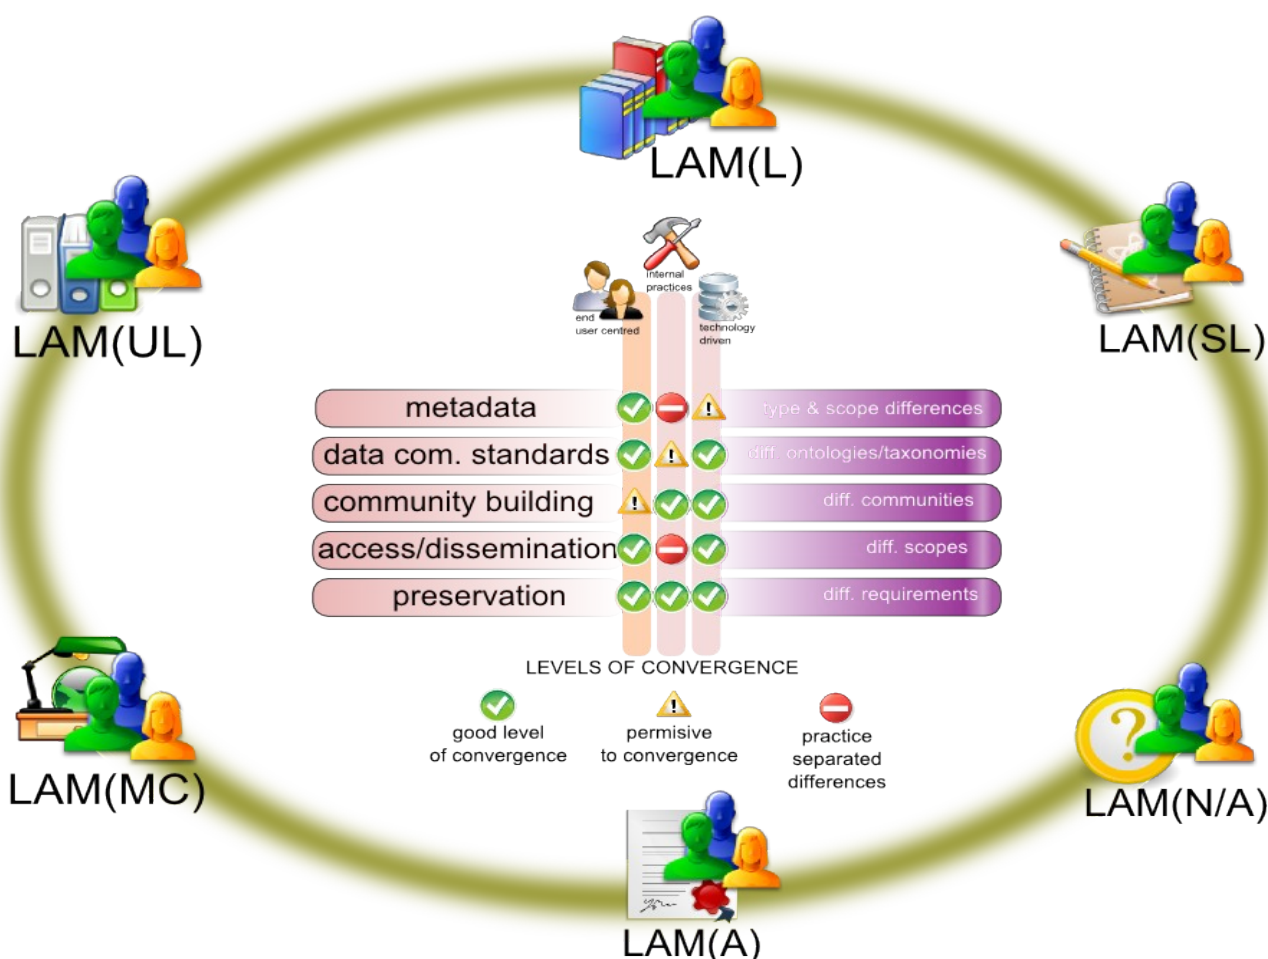 LAM(L)
LAM(UL)
LAM(SL)
internal
practices
end
user centred
technology
driven
metadata
type & scope differences
data com. standards
diff. ontologies/taxonomies
community building
diff. communities
access/dissemination
diff. scopes
preservation
diff. requirements
LEVELS OF CONVERGENCE
good level
of convergence
permisive
to convergence
practice
separated
differences
LAM(MC)
LAM(N/A)
LAM(A)